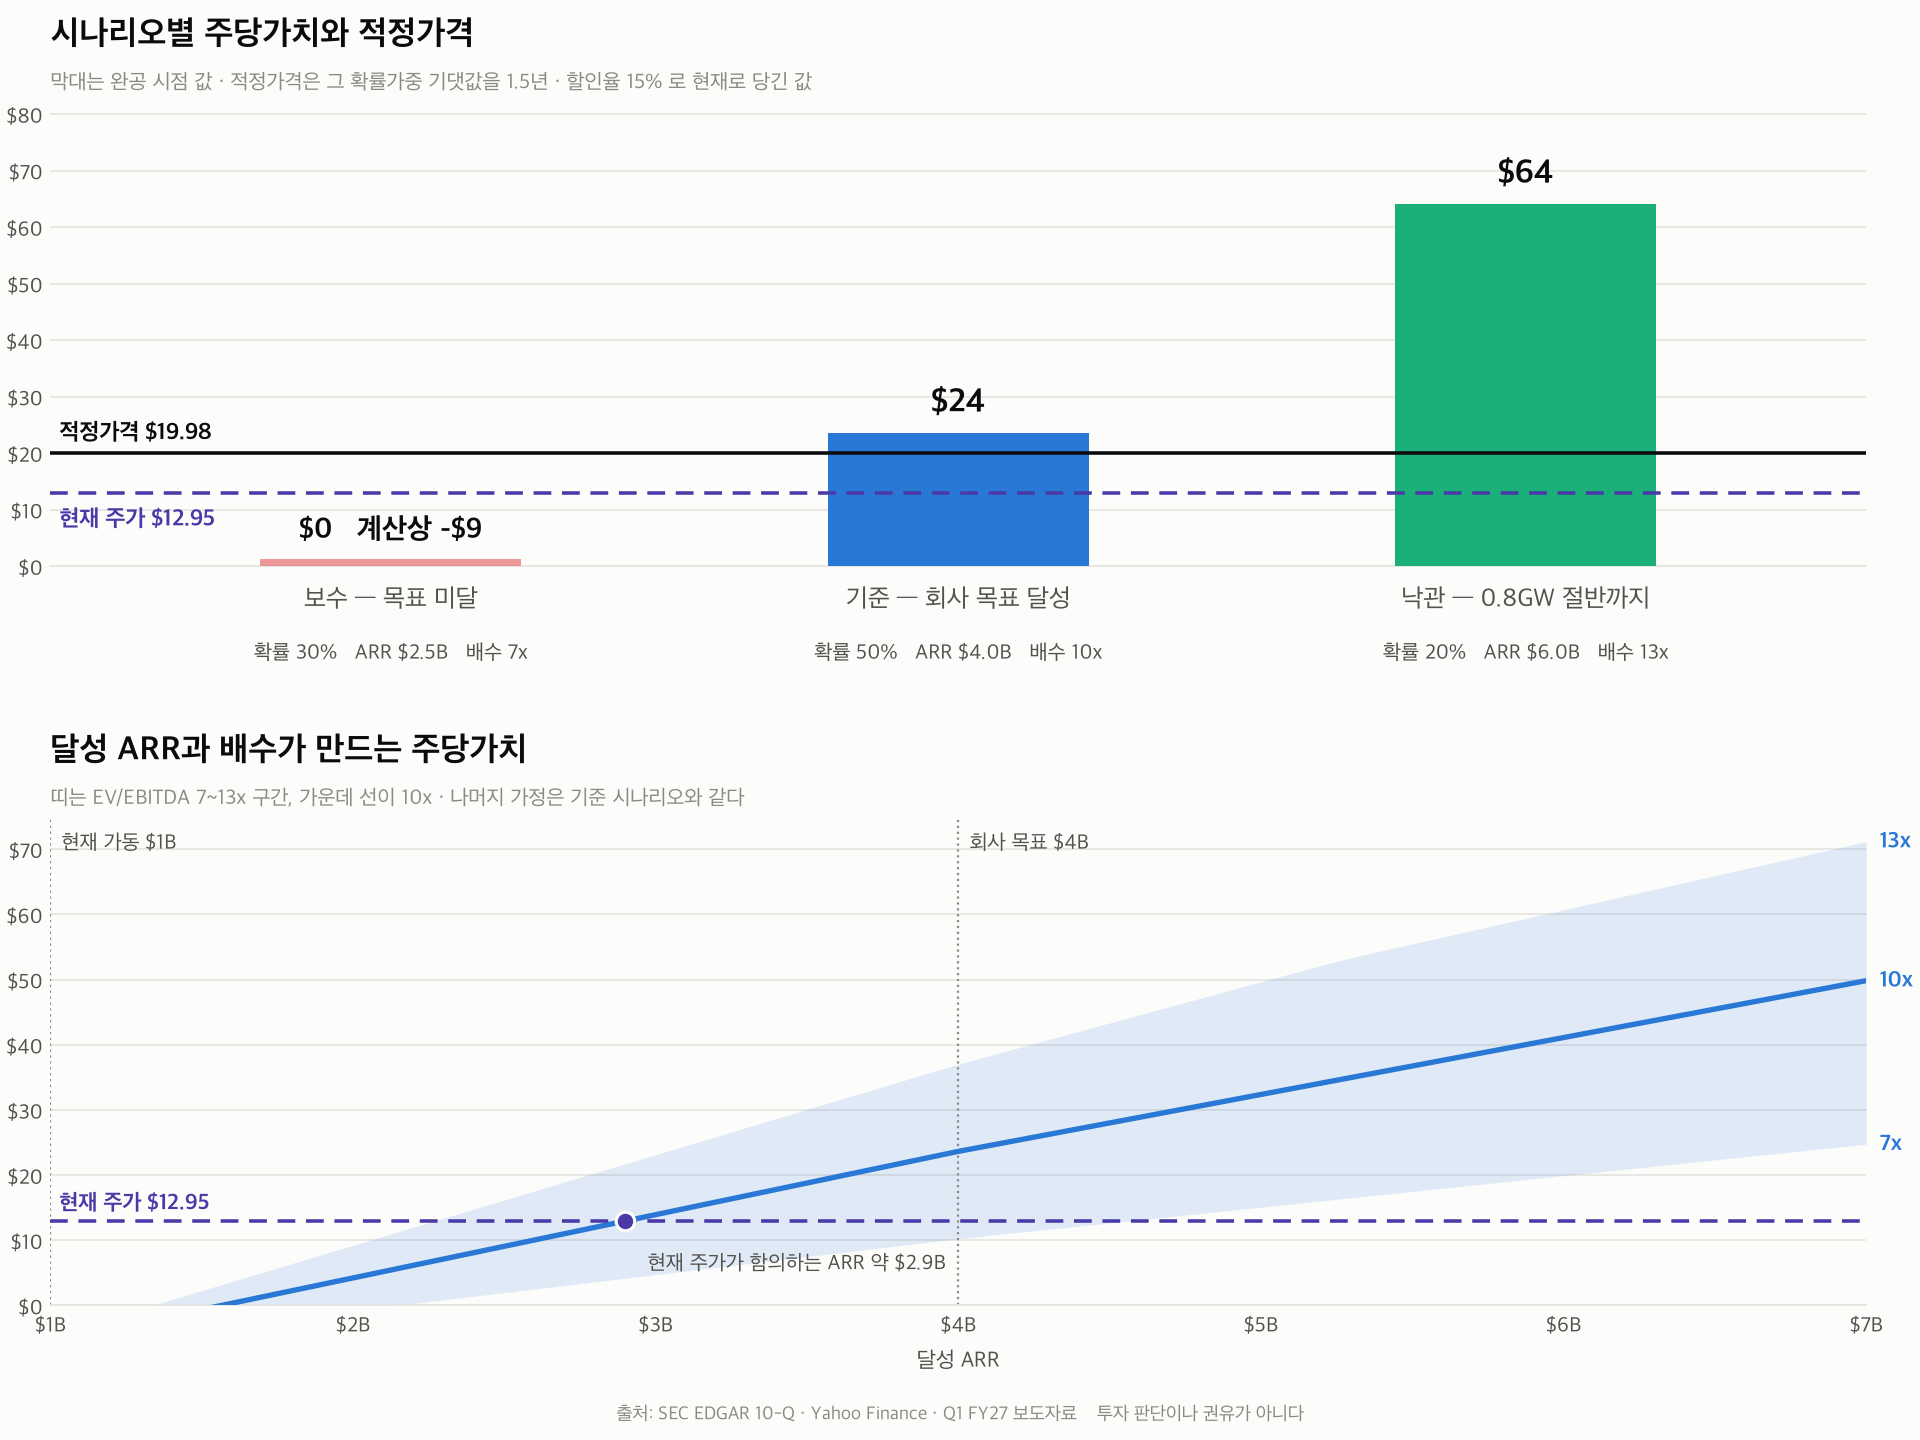 시나리오별 주당가치와 적정가격
막대는 완공 시점 값 · 적정가격은 그 확률가중 기댓값을 1.5년 · 할인율 15% 로 현재로 당긴 값
$80
$70
$64
$60
$50
$40
$30
$24
적정가격 $19.98
$20
$10
현재 주가 $12.95
$0 계산상 -$9
$0
보수 — 목표 미달
기준 — 회사 목표 달성
낙관 — 0.8GW 절반까지
확률 30% ARR $2.5B 배수 7x
확률 50% ARR $4.0B 배수 10x
확률 20% ARR $6.0B 배수 13x
달성 ARR과 배수가 만드는 주당가치
띠는 EV/EBITDA 7~13x 구간, 가운데 선이 10x · 나머지 가정은 기준 시나리오와 같다
현재 가동 $1B
회사 목표 $4B
13x
$70
$60
$50
10x
$40
$30
7x
$20
현재 주가 $12.95
$10
현재 주가가 함의하는 ARR 약 $2.9B
$0
$1B
$2B
$3B
$4B
$5B
$6B
$7B
달성 ARR
출처: SEC EDGAR 10-Q · Yahoo Finance · Q1 FY27 보도자료 투자 판단이나 권유가 아니다